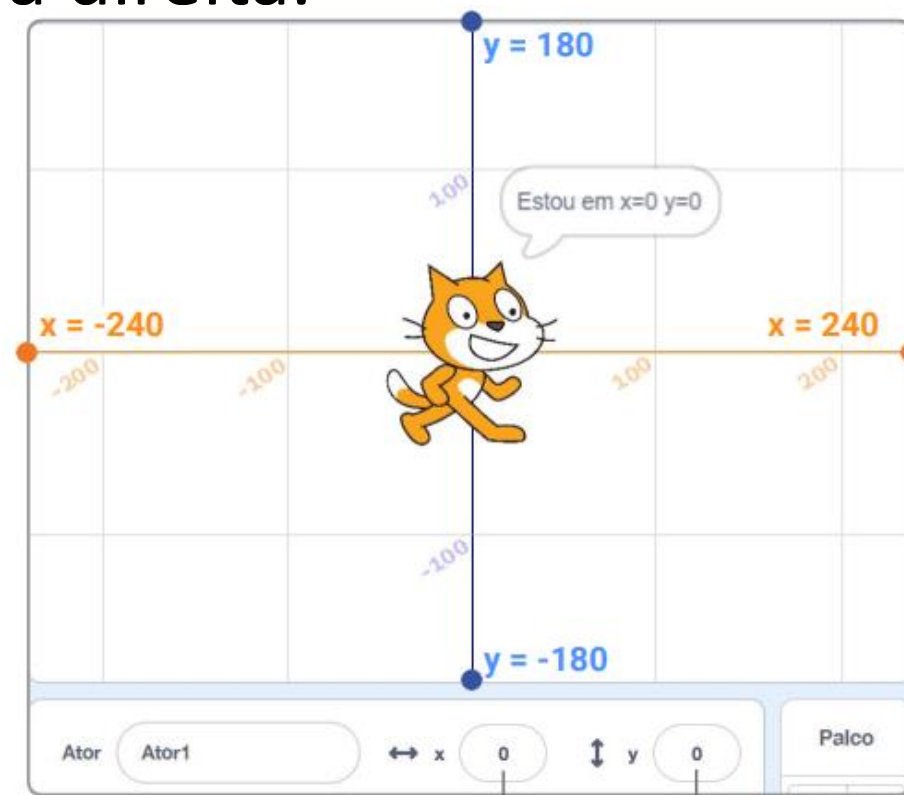 y = 180
100
Estou em x=0 y=0
x = -240
x = 240
-200
-100
100
200
-100
y = -180
Ator Ator1 x 0 y 0
Palco